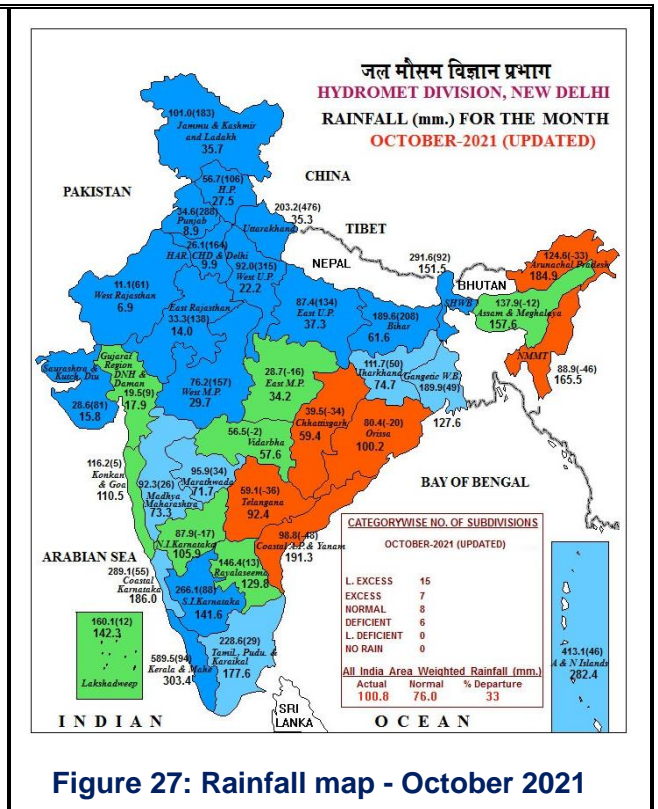 जल मौसम विज्ञान प्रभाग
HYDROMET DIVISION, NEW DELHI
RAINFALL (mm.) FOR THE MONTH
OCTOBER-2021 (UPDATED)
101.0(183)
Jammu & Kashmir
and Ladakh
35.7
CHINA
PAKISTAN
56.7(106)
H.P.
27.5
34.6(288)
Punjab
8.9
203.2(476)
Uttarakhand
35.3
TIBET
26.1(164)
HAR. CHD & Delhi
9.9
92.0(315)
West U.P.
22.2
NEPAL
291.6(92)
151.5
SHWB
BHUTAN
124.6(-33)
Arunachal Pradesh
184.9
11.1(61)
West Rajasthan
6.9
East Rajasthan
33.3(138)
14.0
87.4(134)
East U.P.
37.3
189.6(208)
Bihar
61.6
137.9(-12)
Assam & Meghalaya
157.6
NMMT
88.9(-46)
165.5
Gujarat
Region
DNH &
Daman
19.5(9)
17.9
Saurashtra &
Kutch, Diu
28.6(81)
15.8
76.2(157)
West M.P.
29.7
28.7(-16)
East M.P.
34.2
111.7(50)
Jharkhand
74.7
Gangetic W.B.
189.9(49)
127.6
39.5(-34)
Chhattisgarh
59.4
80.4(-20)
Orissa
100.2
56.5(-2)
Vidarbha
57.6
116.2(5)
Konkan
& Goa
110.5
92.3(26)
Madhya
Maharashtra
73.3
95.9(34)
Marathwada
71.7
59.1(-36)
Telangana
92.4
BAY OF BENGAL
ARABIAN SEA
87.9(-17)
N.I.Karnataka
105.9
98.8(-48)
Coastal A.P. & Yanam
191.3
146.4(13)
Rayalaseema
129.8
289.1(55)
Coastal
Karnataka
186.0
266.1(88)
S.I.Karnataka
141.6
228.6(29)
Tamil., Pudu. &
Karaikal
177.6
160.1(12)
142.3
Lakshadweep
589.5(94)
Kerala & Mahe
303.4
413.1(46)
A & N Islands
282.4
CATEGORYWISE NO. OF SUBDIVISIONS
OCTOBER-2021 (UPDATED)
L. EXCESS 15
EXCESS 7
NORMAL 8
DEFICIENT 6
L. DEFICIENT 0
NO RAIN 0
All India Area Weighted Rainfall (mm.)
Actual Normal % Departure
100.8 76.0 33
SRI
LANKA
INDIAN OCEAN
Figure 27: Rainfall map - October 2021